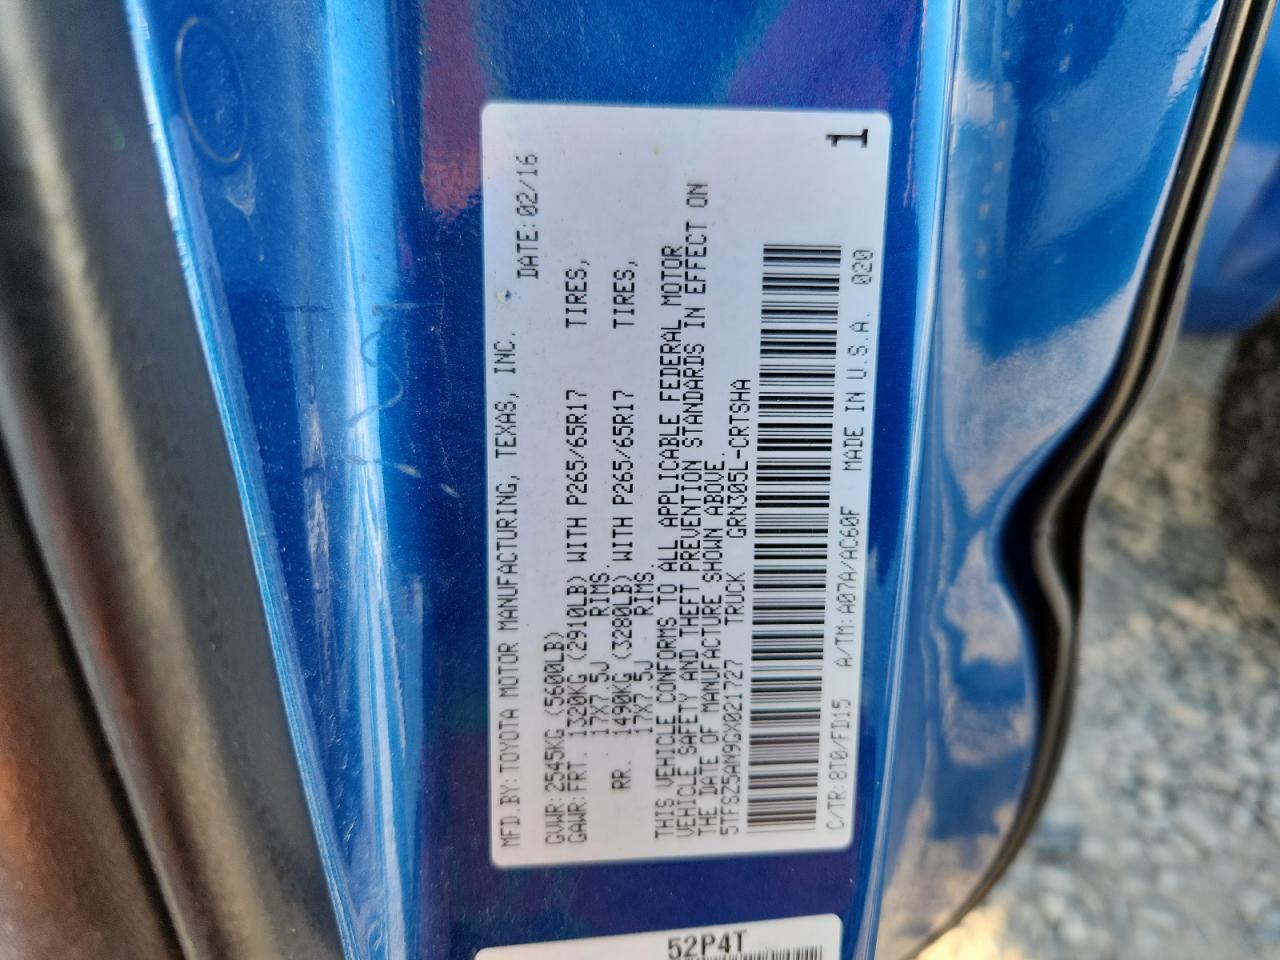 MFD.BY:TOYOTA MOTOR MANUFACTURING, TEXAS, INC. DATE:02/16
GVWR:2545KG (5600LB)
GAWR:FRT. 1320KG (2910LB) WITH P265/65R17 TIRES,
17X7.5J RIMS.
RR. 1490KG (3280LB) WITH P265/65R17 TIRES,
17X7.5J RIMS.
THIS VEHICLE CONFORMS TO ALL APPLICABLE FEDERAL MOTOR
VEHICLE SAFETY AND THEFT PREVENTION STANDARDS IN EFFECT ON
THE DATE OF MANUFACTURE SHOWN ABOVE.
5TFSZ5AN9GX021727 TRUCK GRN305L-CRTSHA
C/TR:8T0/FD15 A/TM:A07A/AC60F MADE IN U.S.A. 020
1
52P4T